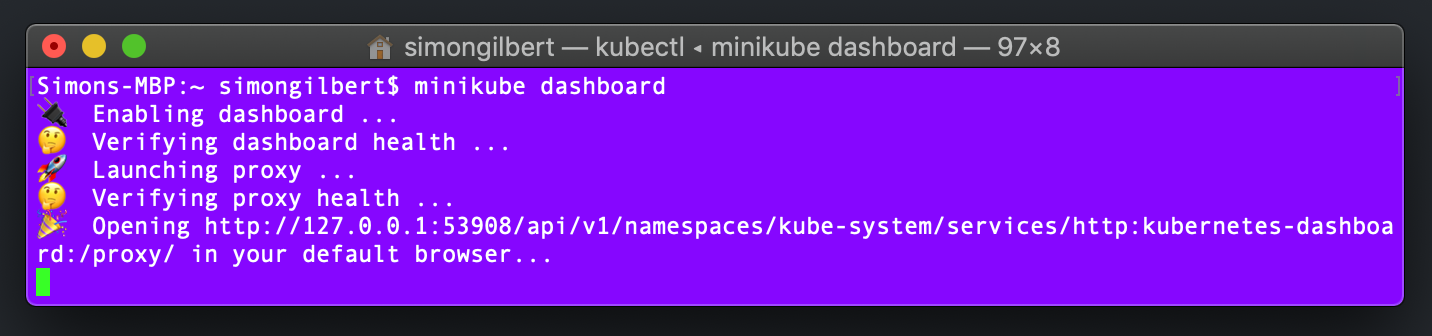 simongilbert — kubectl ◂ minikube dashboard — 97×8
[Simons-MBP:~ simongilbert$ minikube dashboard ]
🔌  Enabling dashboard ...
🤔  Verifying dashboard health ...
🚀  Launching proxy ...
🤔  Verifying proxy health ...
🎉  Opening http://127.0.0.1:53908/api/v1/namespaces/kube-system/services/http:kubernetes-dashboa
rd:/proxy/ in your default browser...